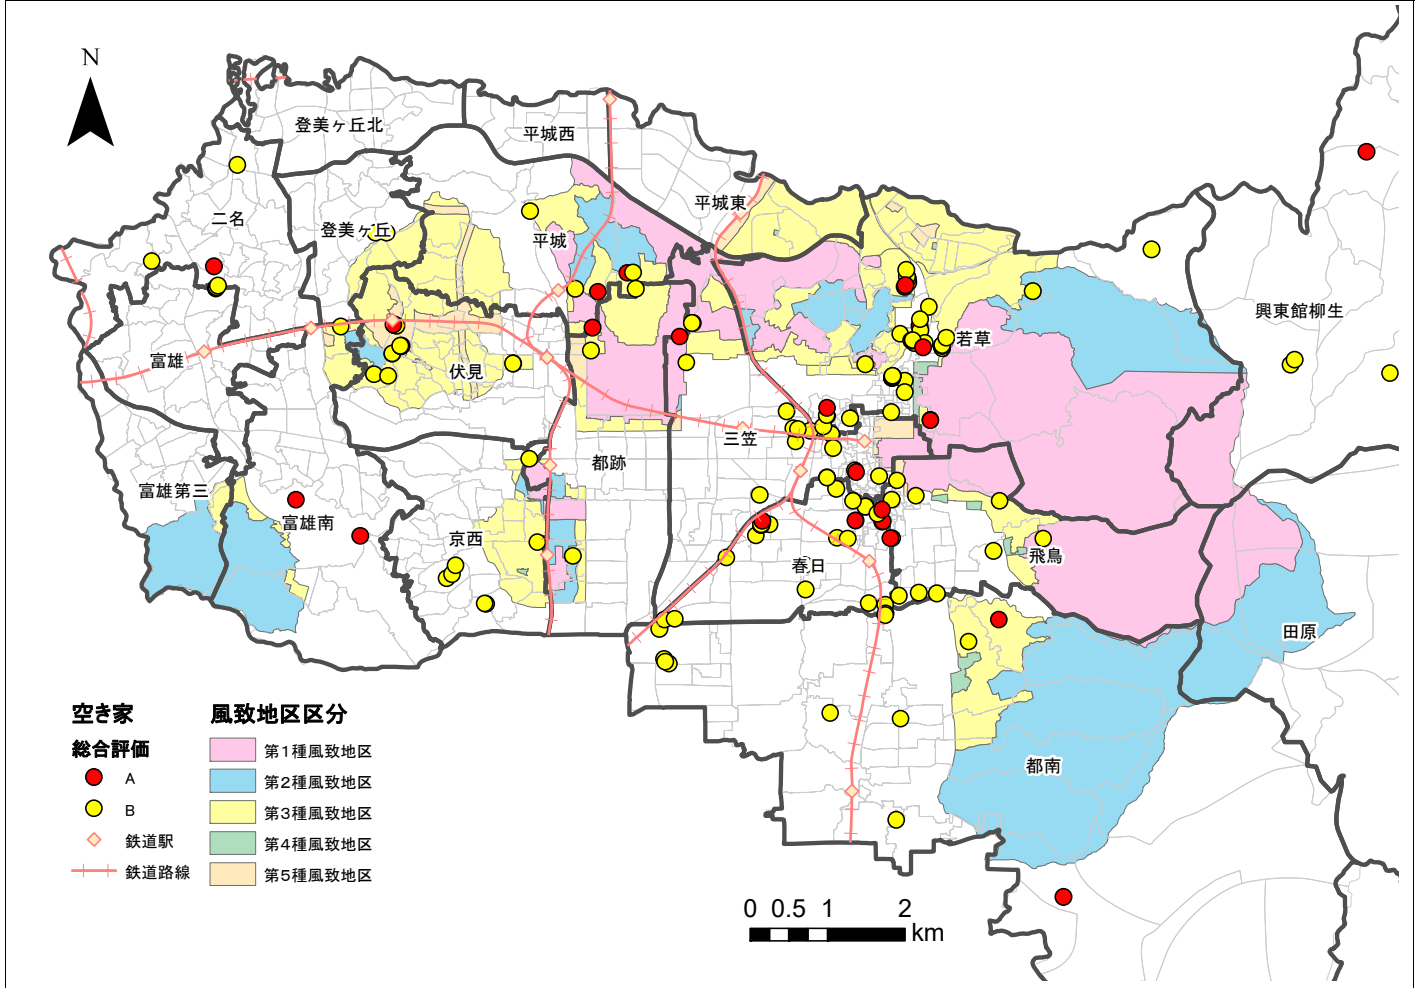 N
登美ヶ丘北
平城西
平城東
二名
登美ヶ丘
平城
興東館柳生
若草
富雄
伏見
三笠
都跡
富雄第三
富雄南
京西
飛鳥
春日
田原
都南
空き家
総合評価
A
B
鉄道駅
鉄道路線
風致地区区分
第1種風致地区
第2種風致地区
第3種風致地区
第4種風致地区
第5種風致地区
0 0.5 1 2
km